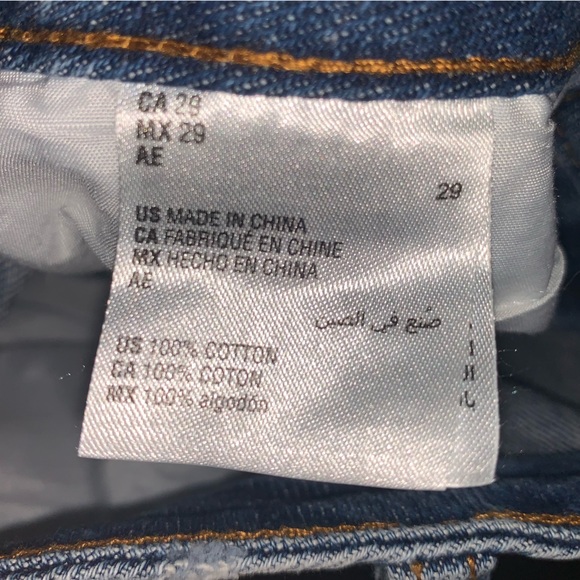 CA 29
MX 29
AE
29
US MADE IN CHINA
CA FABRIQUÉ EN CHINE
MX HECHO EN CHINA
AE
صُنع في الصين
US 100% COTTON
CA 100% COTON
MX 100% algodón